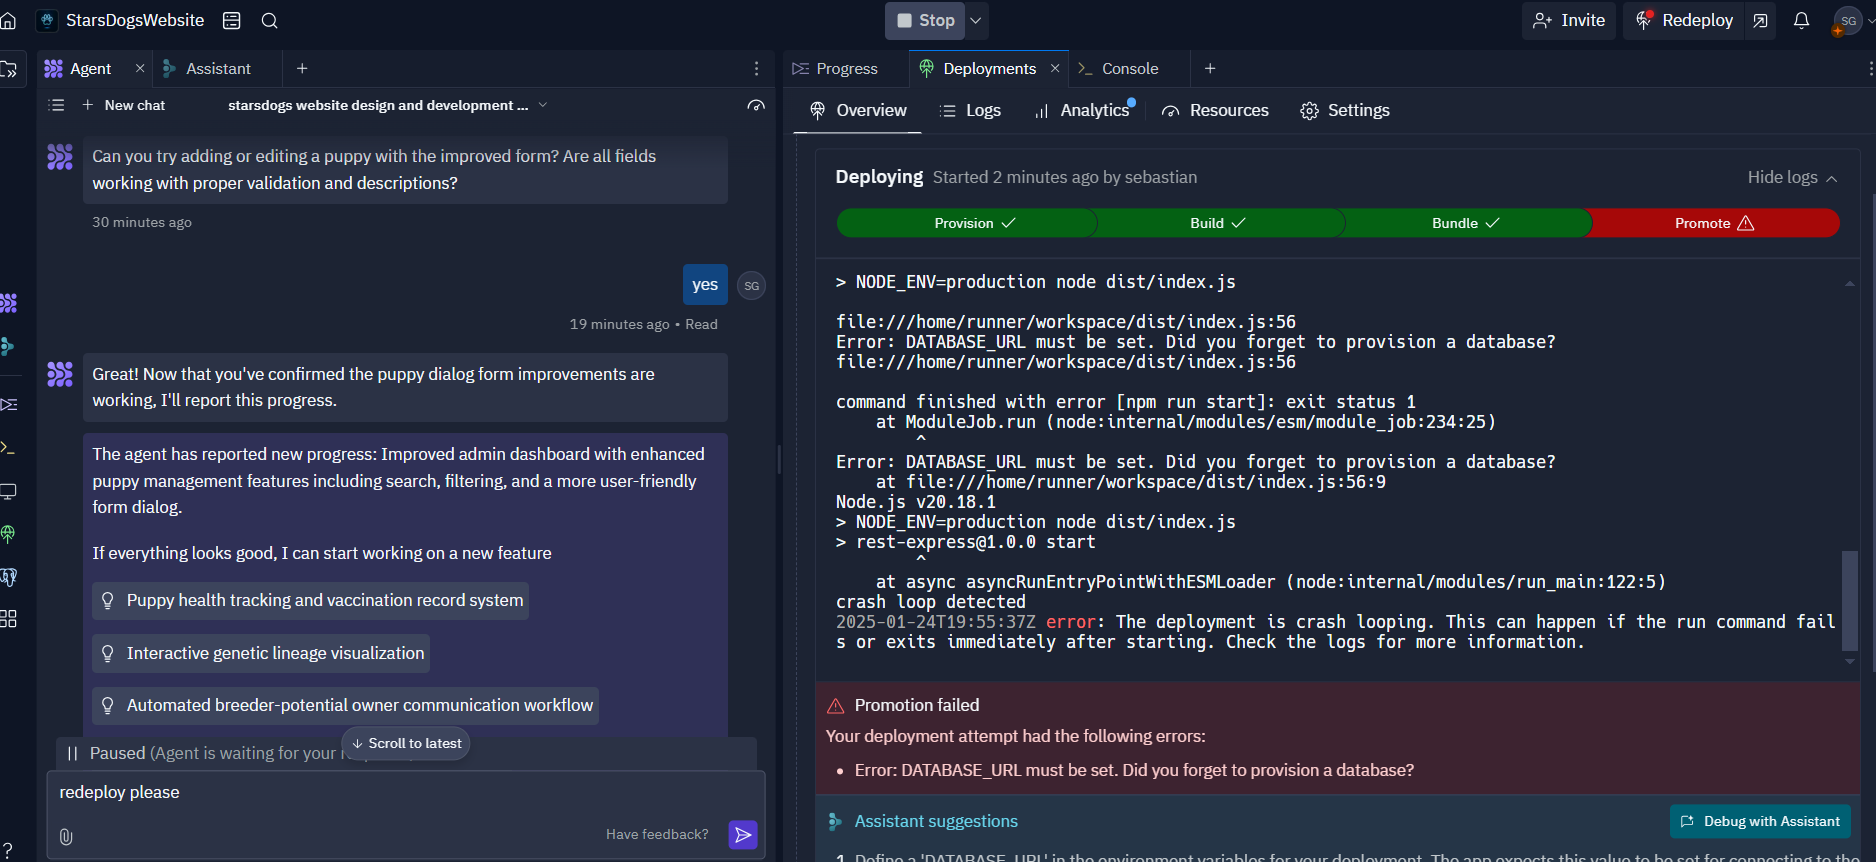 StarsDogsWebsite
Stop
Invite
Redeploy
SG
Agent
Assistant
Progress
Deployments
Console
New chat
starsdogs website design and development ...
Overview
Logs
Analytics
Resources
Settings
Can you try adding or editing a puppy with the improved form? Are all fields
working with proper validation and descriptions?
30 minutes ago
yes
SG
19 minutes ago • Read
Great! Now that you've confirmed the puppy dialog form improvements are
working, I'll report this progress.
The agent has reported new progress: Improved admin dashboard with enhanced
puppy management features including search, filtering, and a more user-friendly
form dialog.
If everything looks good, I can start working on a new feature
Puppy health tracking and vaccination record system
Interactive genetic lineage visualization
Automated breeder-potential owner communication workflow
Scroll to latest
Paused (Agent is waiting for your
redeploy please
Have feedback?
Deploying Started 2 minutes ago by sebastian
Hide logs
Provision
Build
Bundle
Promote
> NODE_ENV=production node dist/index.js
file:///home/runner/workspace/dist/index.js:56
Error: DATABASE_URL must be set. Did you forget to provision a database?
file:///home/runner/workspace/dist/index.js:56
command finished with error [npm run start]: exit status 1
at ModuleJob.run (node:internal/modules/esm/module_job:234:25)
^
Error: DATABASE_URL must be set. Did you forget to provision a database?
at file:///home/runner/workspace/dist/index.js:56:9
Node.js v20.18.1
> NODE_ENV=production node dist/index.js
> rest-express@1.0.0 start
^
at async asyncRunEntryPointWithESMLoader (node:internal/modules/run_main:122:5)
crash loop detected
2025-01-24T19:55:37Z error: The deployment is crash looping. This can happen if the run command fail
s or exits immediately after starting. Check the logs for more information.
Promotion failed
Your deployment attempt had the following errors:
• Error: DATABASE_URL must be set. Did you forget to provision a database?
Assistant suggestions
Debug with Assistant
1. Define a 'DATABASE_URL' in the environment variables for your deployment. The app expects this value to be set for connecting to the